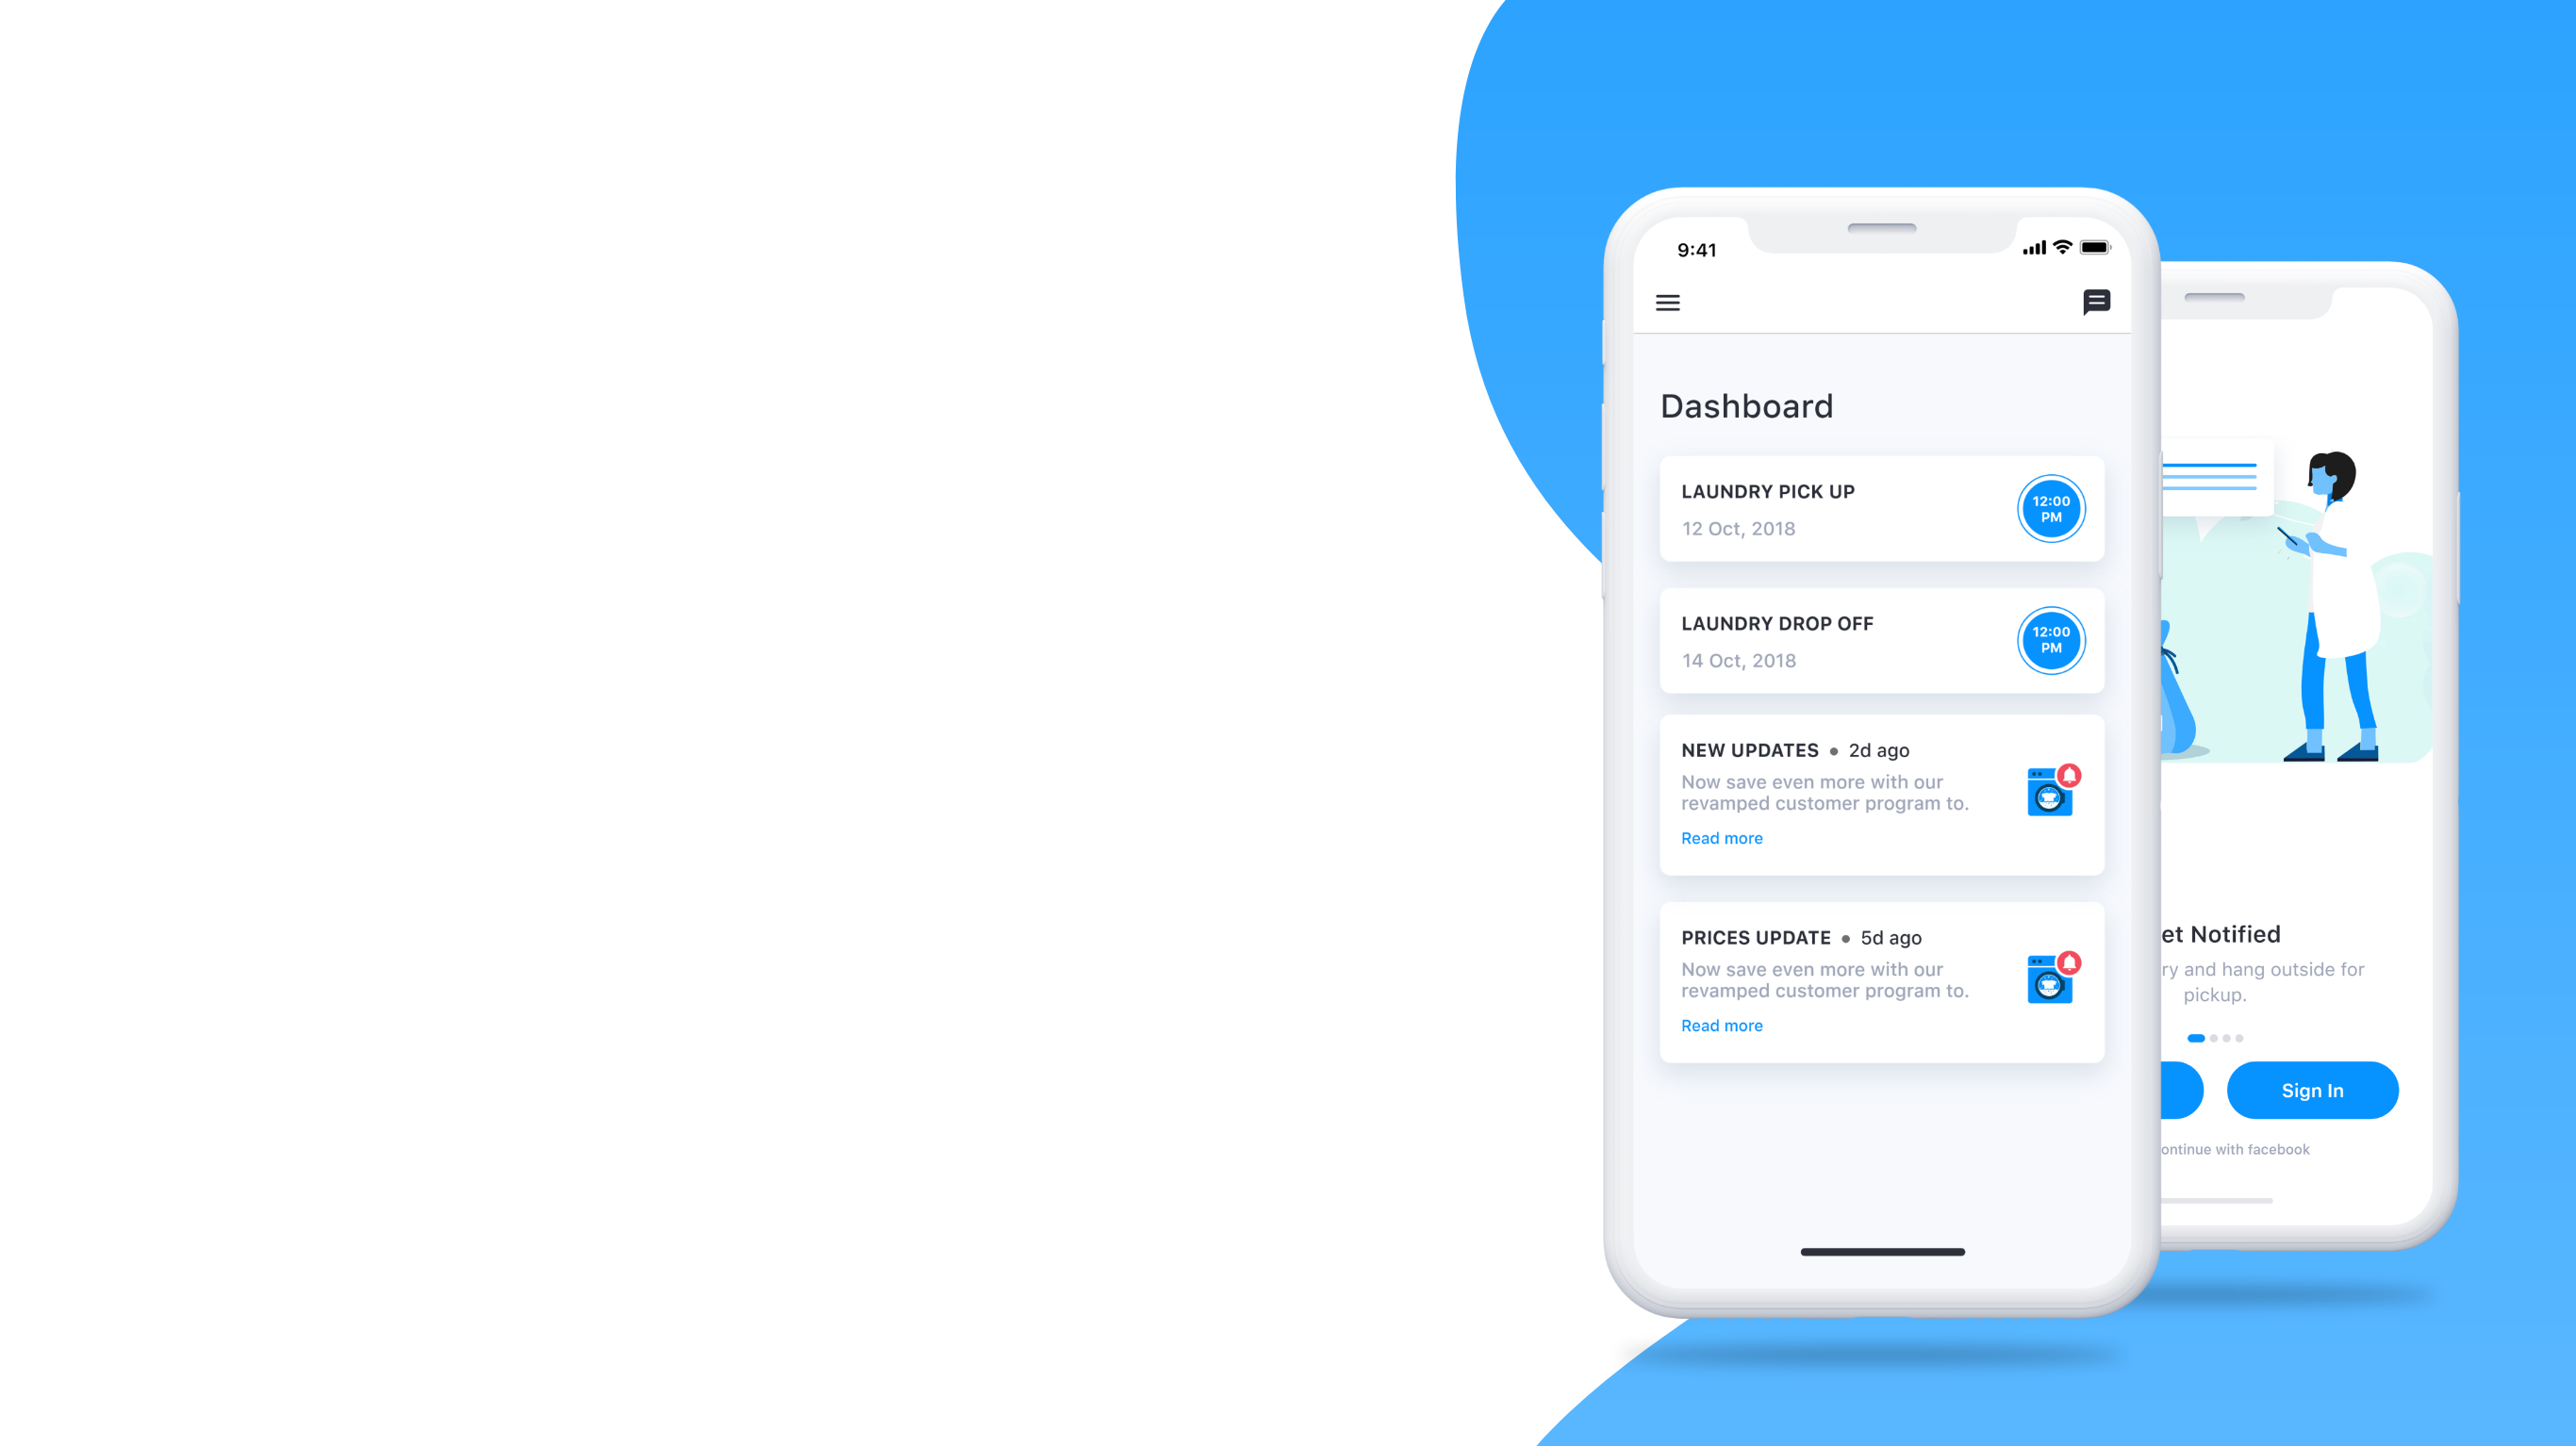 9:41
Dashboard
LAUNDRY PICK UP
12 Oct, 2018
12:00
PM
LAUNDRY DROP OFF
14 Oct, 2018
12:00
PM
NEW UPDATES • 2d ago
Now save even more with our
revamped customer program to.
Read more
PRICES UPDATE • 5d ago
Now save even more with our
revamped customer program to.
Read more
et Notified
ry and hang outside for
pickup.
Sign In
ontinue with facebook